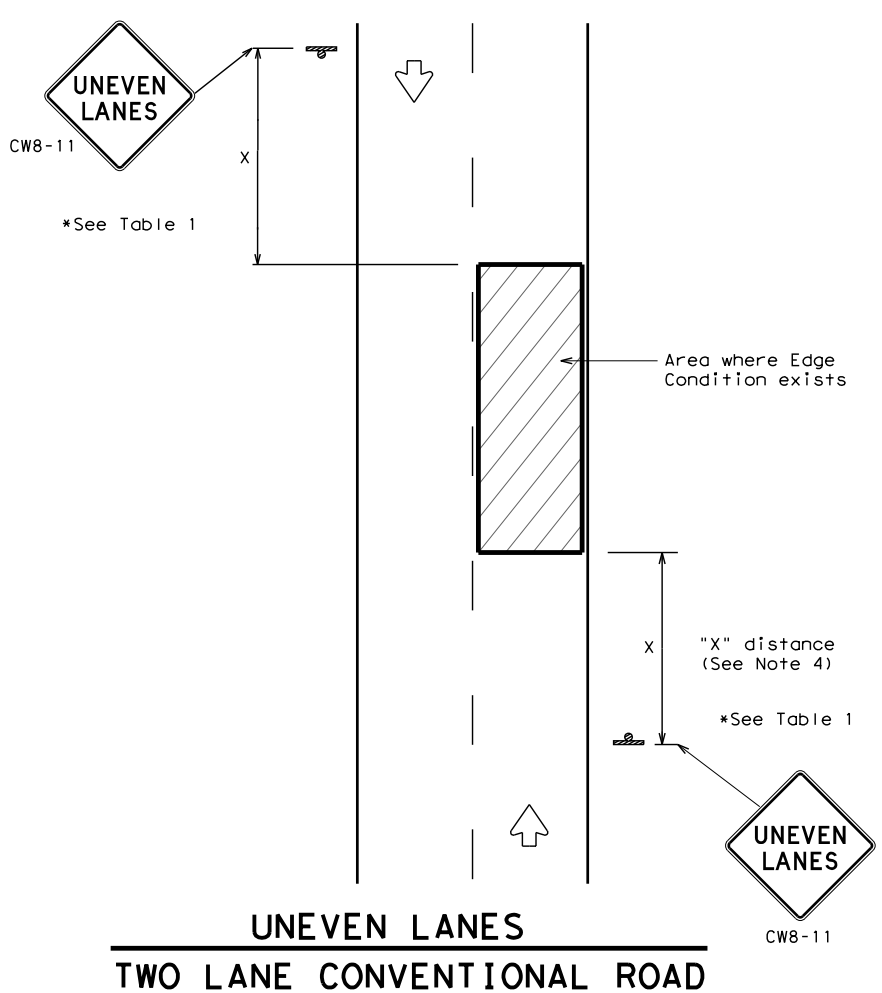 UNEVEN
LANES
CW8-11
X
*See Table 1
Area where Edge
Condition exists
X
"X" distance
(See Note 4)
*See Table 1
UNEVEN
LANES
CW8-11
UNEVEN LANES
TWO LANE CONVENTIONAL ROAD